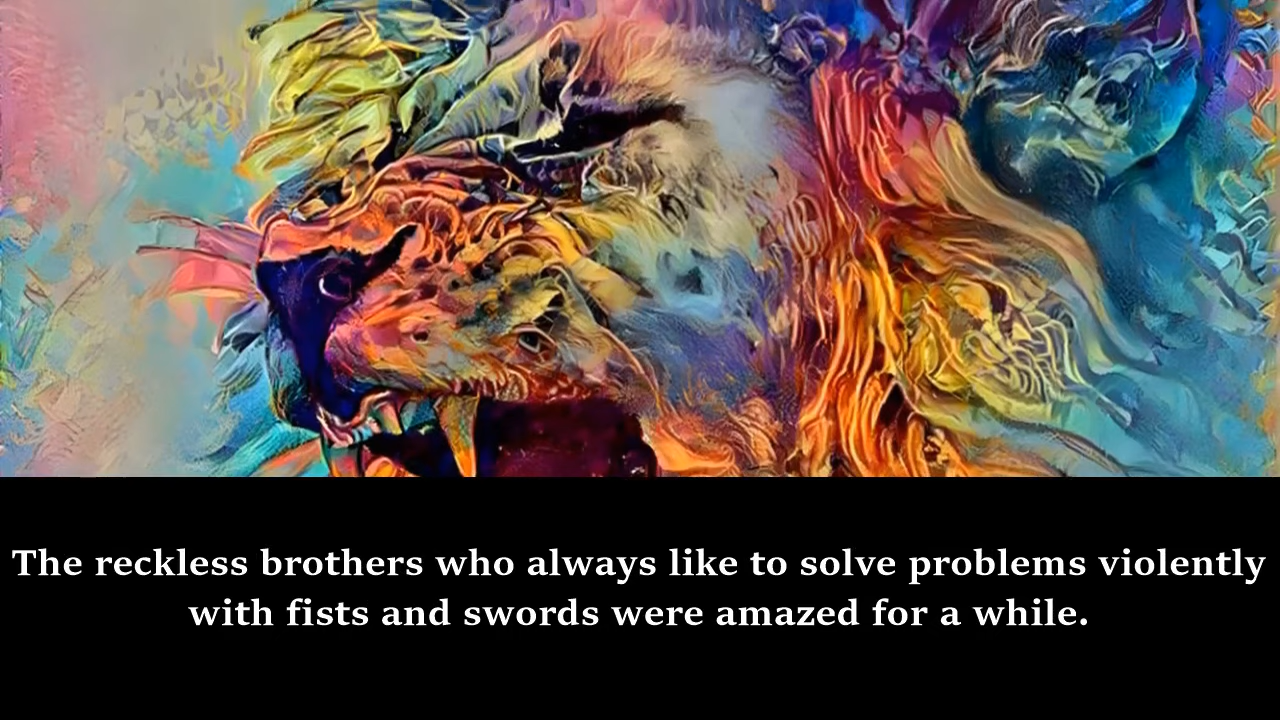 The reckless brothers who always like to solve problems violently
with fists and swords were amazed for a while.